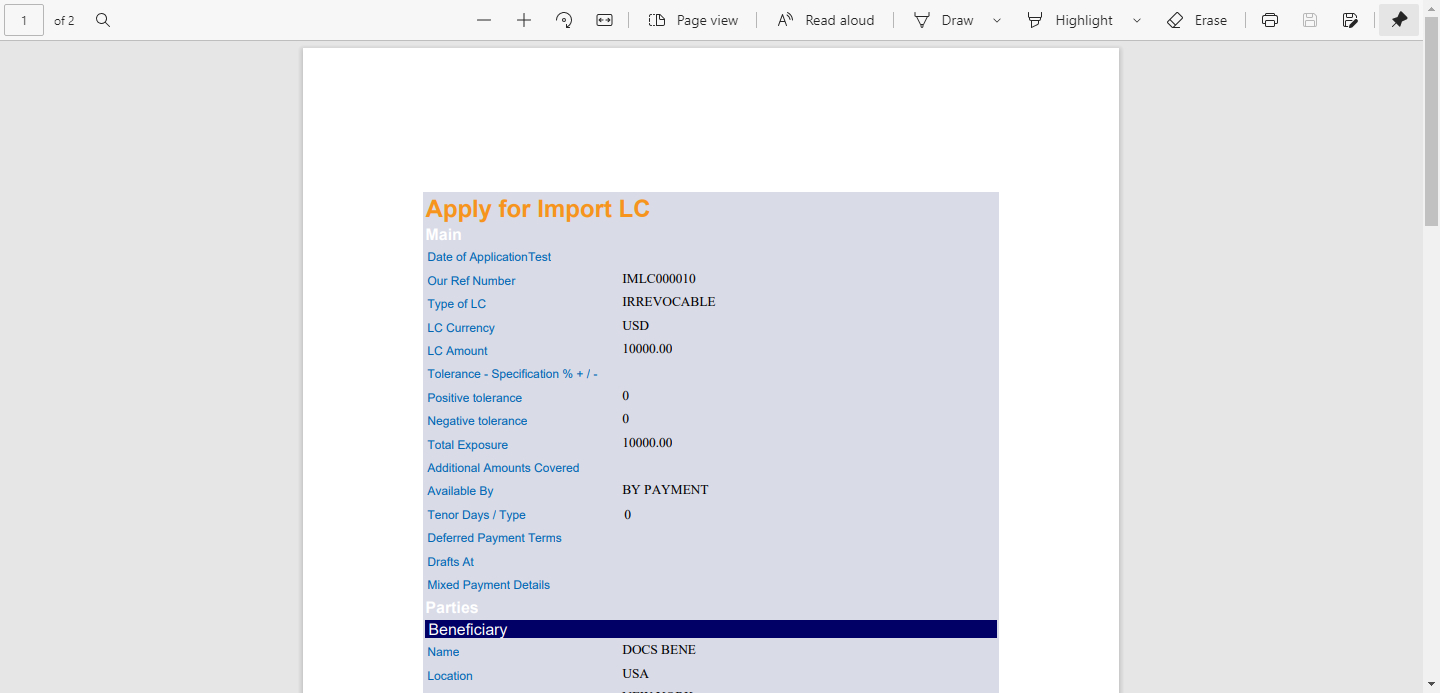 1 of 2 Page view Read aloud Draw Highlight Erase
Apply for Import LC
Main
Date of ApplicationTest
Our Ref Number IMLC000010
Type of LC IRREVOCABLE
LC Currency USD
LC Amount 10000.00
Tolerance - Specification % + / -
Positive tolerance 0
Negative tolerance 0
Total Exposure 10000.00
Additional Amounts Covered
Available By BY PAYMENT
Tenor Days / Type 0
Deferred Payment Terms
Drafts At
Mixed Payment Details
Parties
Beneficiary
Name DOCS BENE
Location USA